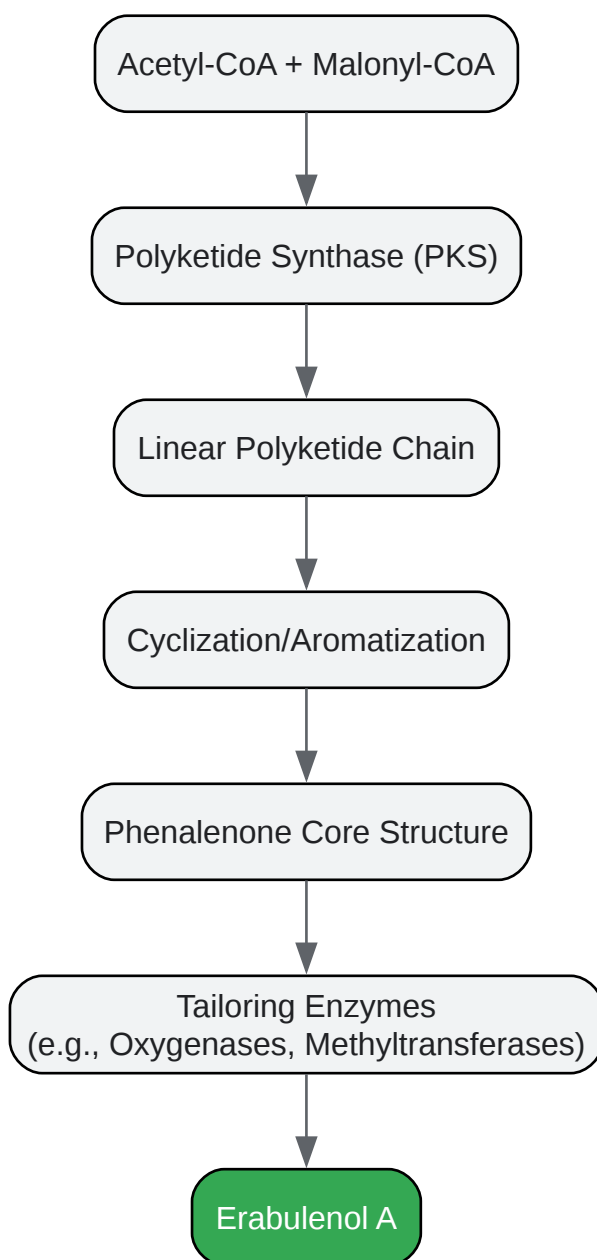 Acetyl-CoA + Malonyl-CoA
Polyketide Synthase (PKS)
Linear Polyketide Chain
Cyclization/Aromatization
Phenalenone Core Structure
Tailoring Enzymes
(e.g., Oxygenases, Methyltransferases)
Erabulenol A